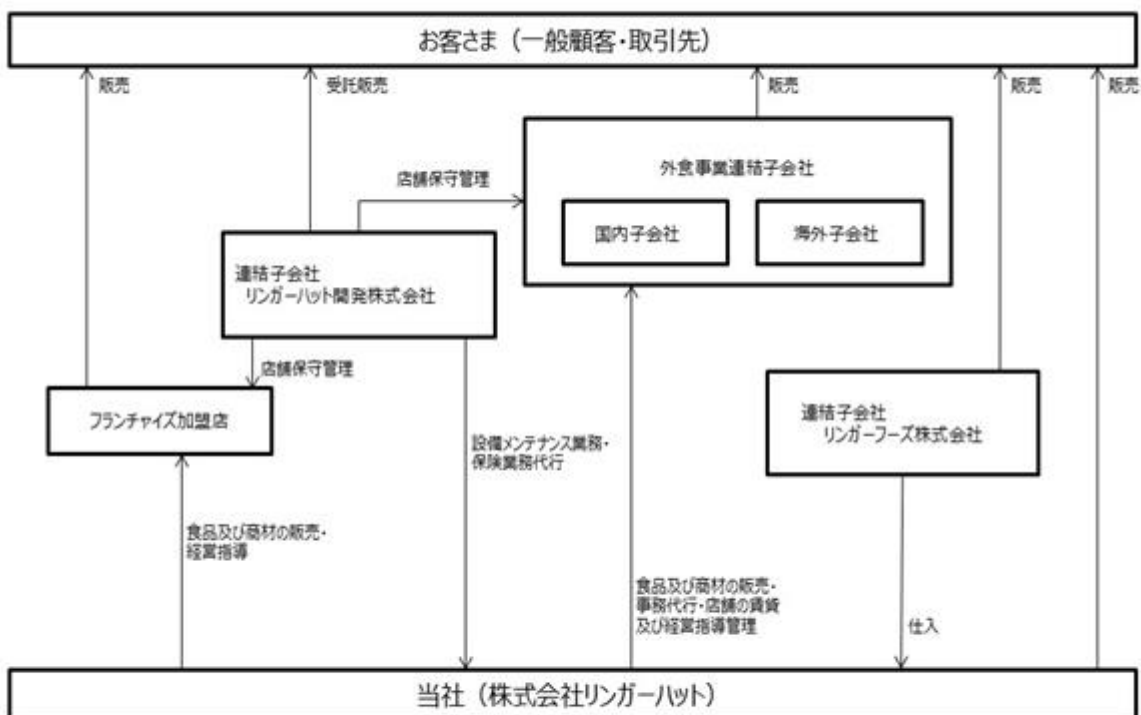 お客さま（一般顧客・取引先）
販売
受託販売
販売
販売
販売
外食事業連結子会社
店舗保守管理
国内子会社
海外子会社
連結子会社
リンガーハット開発株式会社
店舗保守管理
フランチャイズ加盟店
連結子会社
リンガーフーズ株式会社
設備メンテナンス業務・
保険業務代行
食品及び商材の販売・
経営指導
食品及び商材の販売・
事務代行・店舗の賃貸
及び経営指導管理
仕入
当社（株式会社リンガーハット）